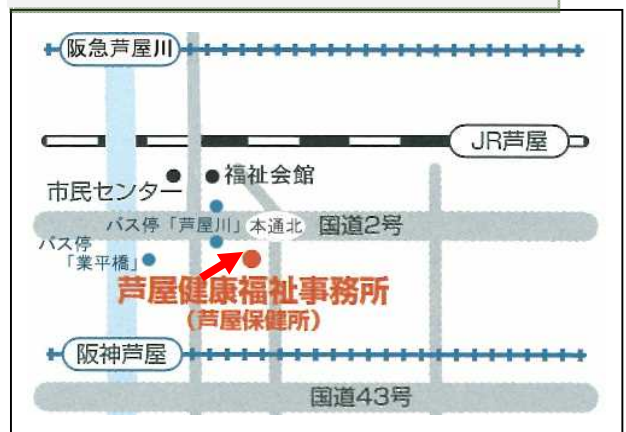 阪急芦屋川
JR芦屋
福祉会館
市民センター
バス停「芦屋川」
本通北
国道2号
バス停
「業平橋」
芦屋健康福祉事務所
(芦屋保健所)
阪神芦屋
国道43号